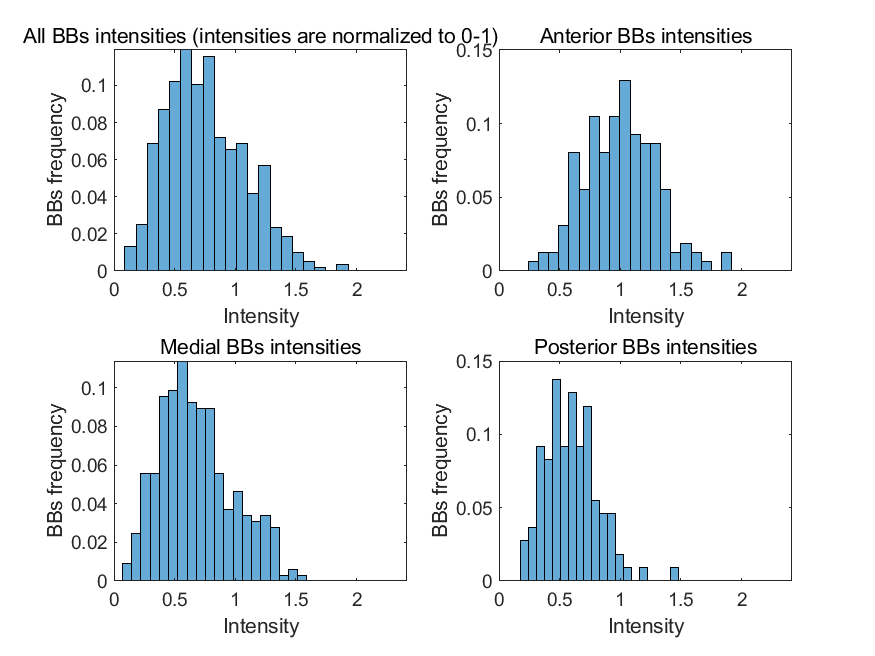 All BBs intensities (intensities are normalized to 0-1)
BBs frequency
0.1
0.08
0.06
0.04
0.02
0
0 0.5 1 1.5 2
Intensity
Anterior BBs intensities
BBs frequency
0.15
0.1
0.05
0
0 0.5 1 1.5 2
Intensity
Medial BBs intensities
BBs frequency
0.1
0.08
0.06
0.04
0.02
0
0 0.5 1 1.5 2
Intensity
Posterior BBs intensities
BBs frequency
0.15
0.1
0.05
0
0 0.5 1 1.5 2
Intensity